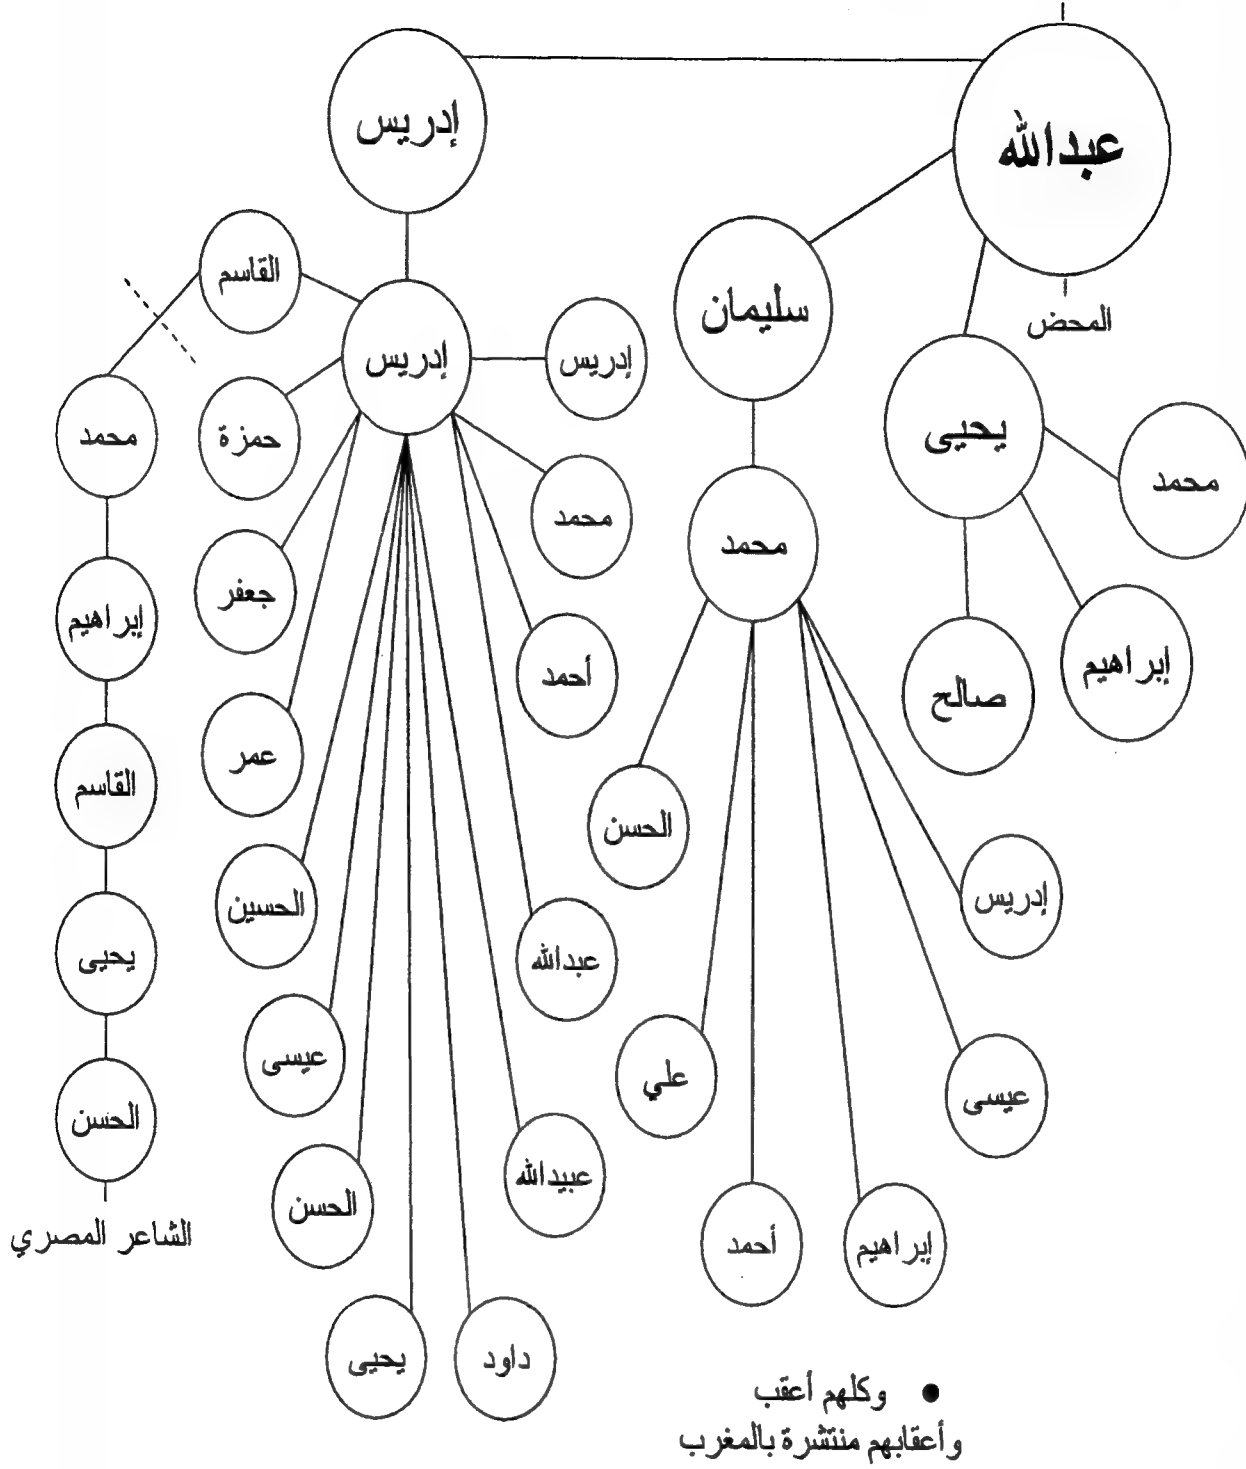 عبدالله
المحض
إدريس
سليمان
يحيى
محمد
إبراهيم
صالح
محمد
إدريس
عيسى
إبراهيم
أحمد
علي
الحسن
إدريس
إدريس
محمد
أحمد
عبدالله
عبيدالله
داود
يحيى
الحسن
عيسى
الحسين
عمر
جعفر
حمزة
القاسم
محمد
إبراهيم
القاسم
يحيى
الحسن
الشاعر المصري
● وكلهم أعقب
وأعقابهم منتشرة بالمغرب